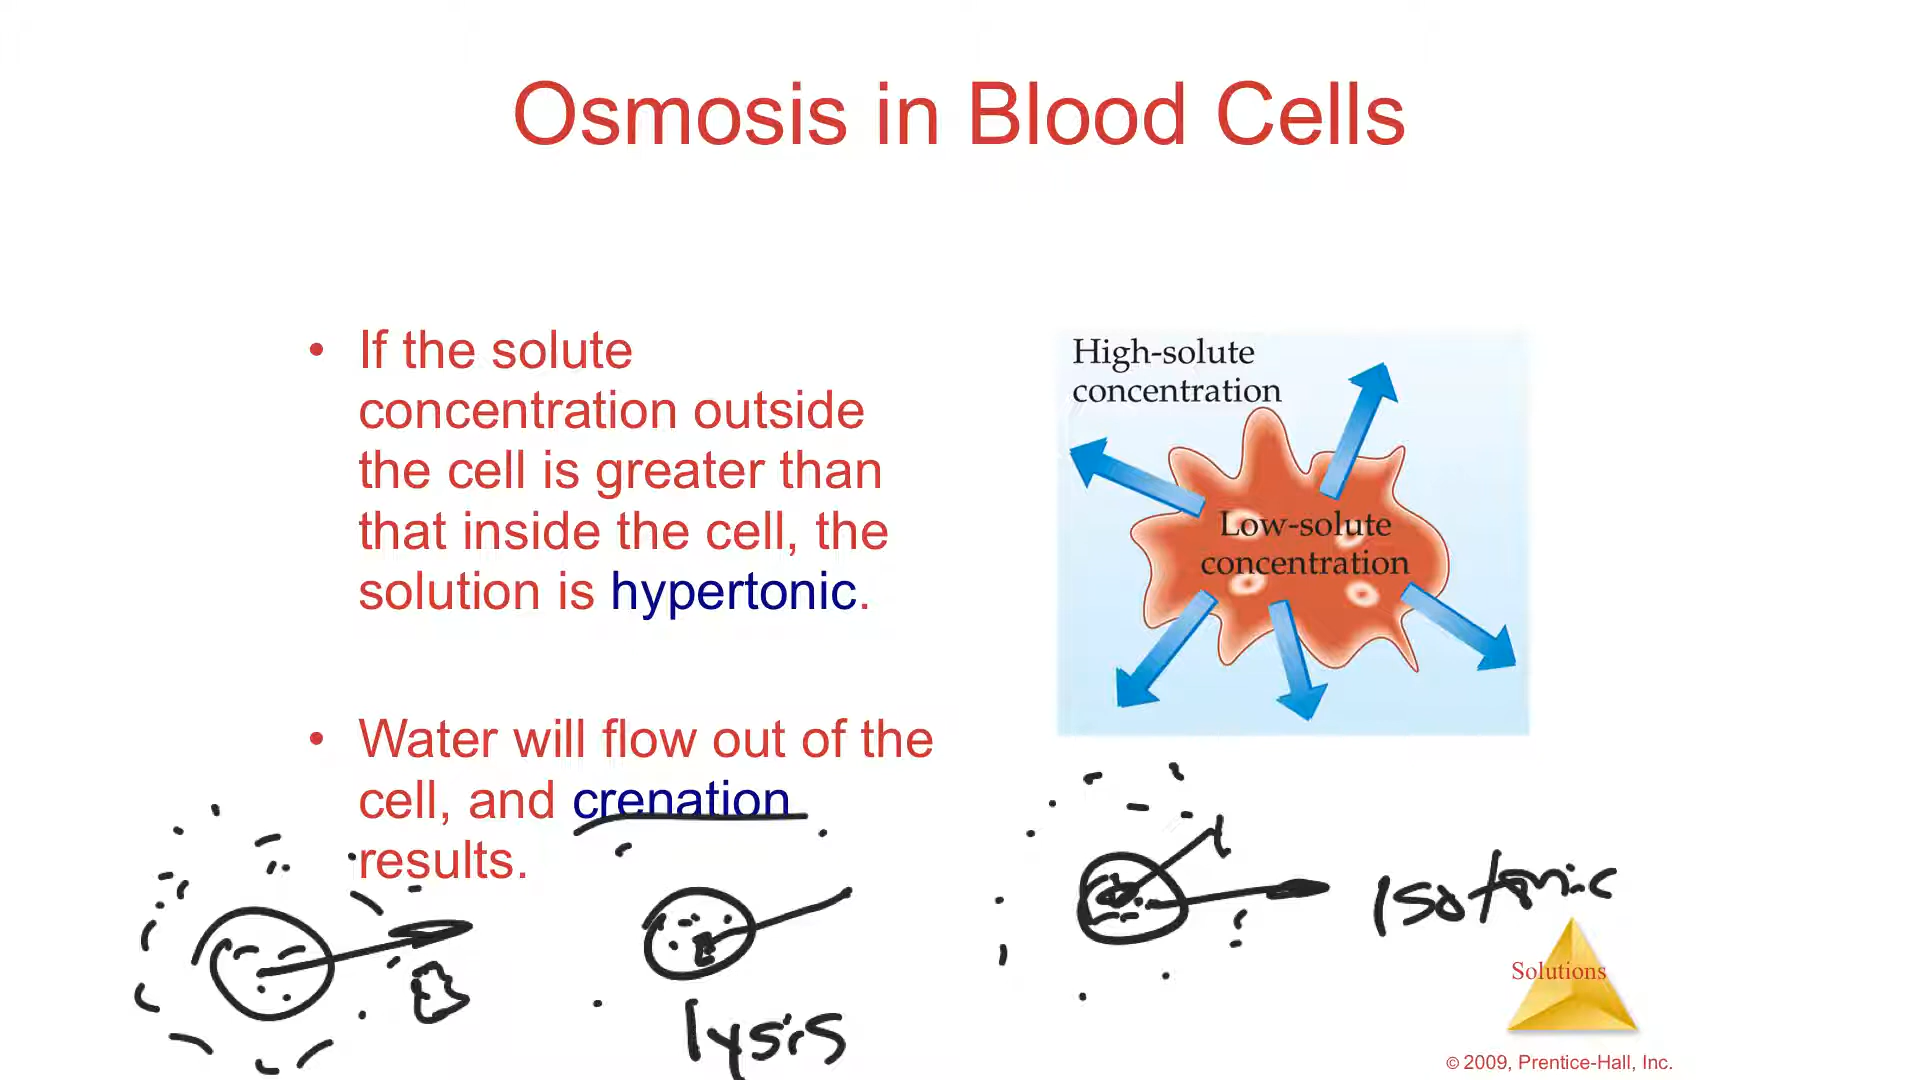 Osmosis in Blood Cells
• If the solute
concentration outside
the cell is greater than
that inside the cell, the
solution is hypertonic.
• Water will flow out of the
cell, and crenation
results.
High-solute
concentration
Low-solute
concentration
lysis
Isotonic
Solutions
© 2009, Prentice-Hall, Inc.